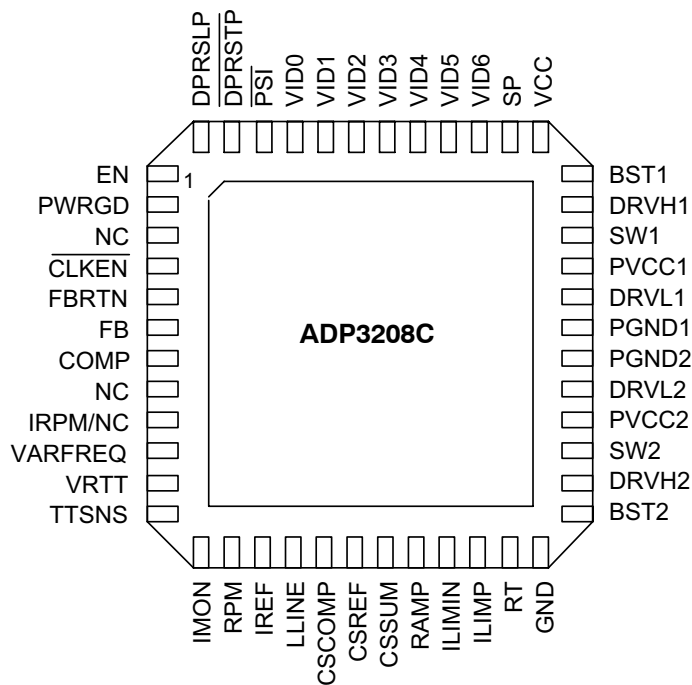 DPRSLP
DPRSTP
PSI
VID0
VID1
VID2
VID3
VID4
VID5
VID6
SP
VCC
EN
1
PWRGD
NC
CLKEN
FBRTN
FB
COMP
NC
IRPM/NC
VARFREQ
VRTT
TTSNS
ADP3208C
BST1
DRVH1
SW1
PVCC1
DRVL1
PGND1
PGND2
DRVL2
PVCC2
SW2
DRVH2
BST2
IMON
RPM
IREF
LLINE
CSCOMP
CSREF
CSSUM
RAMP
ILIMIN
ILIMP
RT
GND